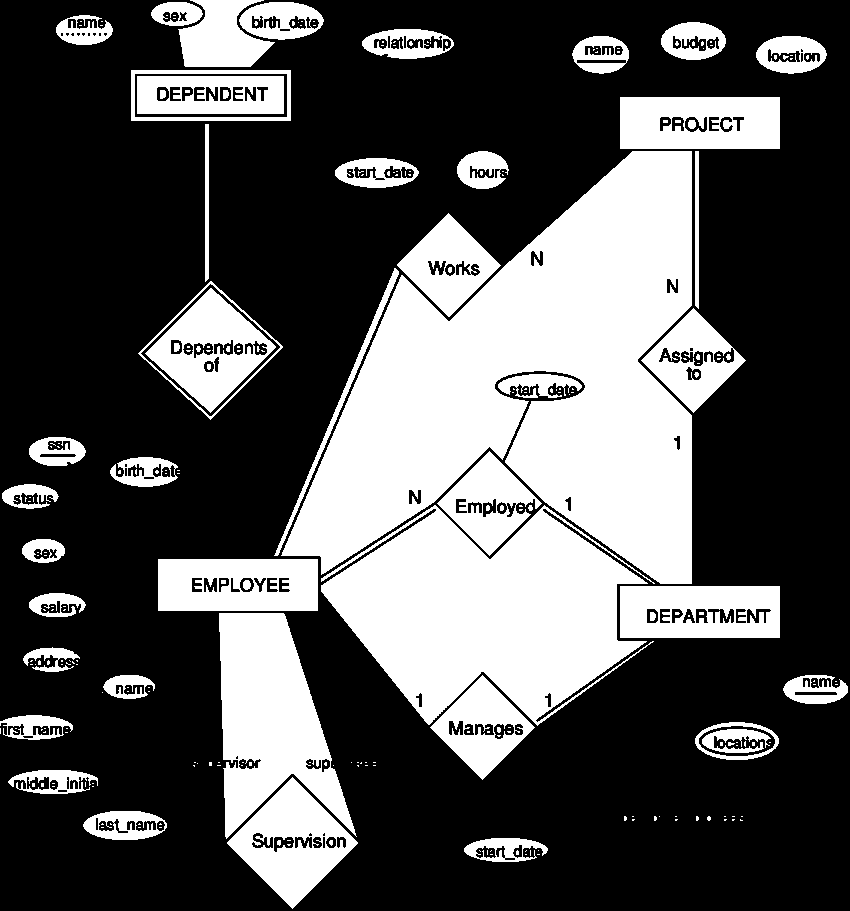 name
sex
birth_date
relationship
name
budget
location
DEPENDENT
PROJECT
start_date
hours
Works
N
N
Dependents
of
Assigned
to
start_date
1
ssn
birth_date
status
N
Employed
1
sex
EMPLOYEE
salary
DEPARTMENT
address
name
1
1
name
first_name
Manages
locations
middle_initia
last_name
Supervision
start_date